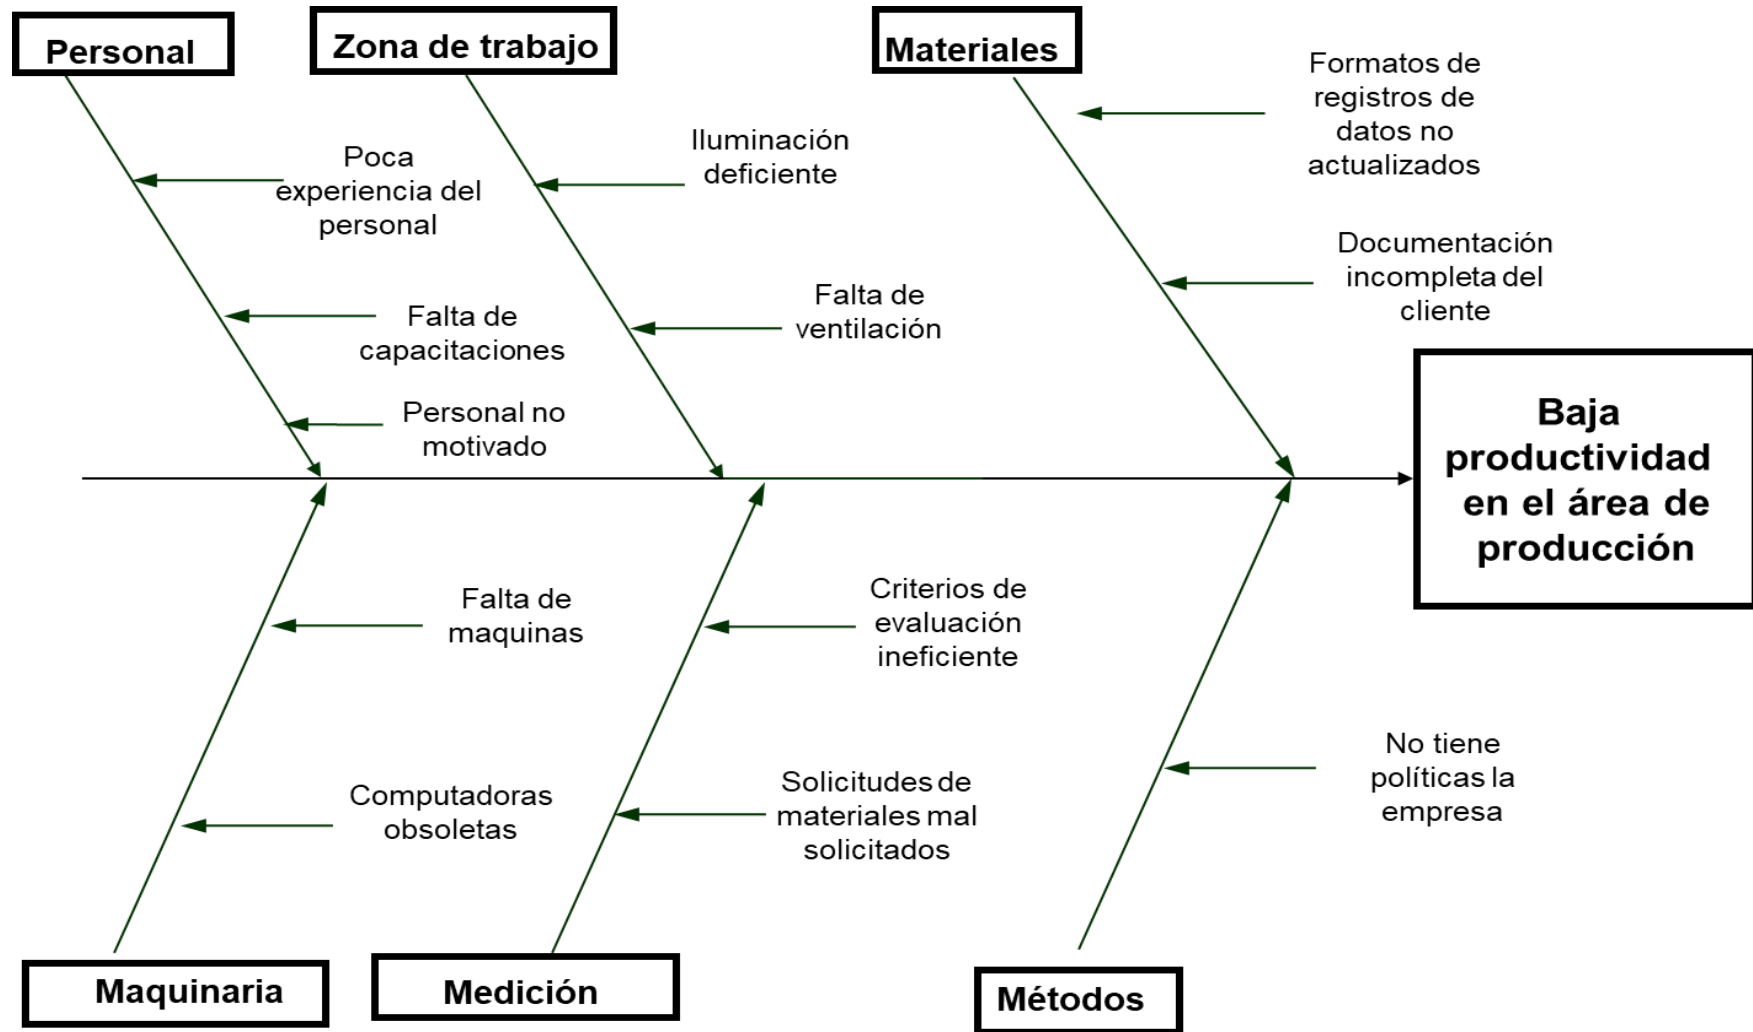 Personal
Zona de trabajo
Materiales
Poca
experiencia del
personal
Falta de
capacitaciones
Personal no
motivado
Iluminación
deficiente
Falta de
ventilación
Formatos de
registros de
datos no
actualizados
Documentación
incompleta del
cliente
Baja
productividad
en el área de
producción
Falta de
maquinas
Computadoras
obsoletas
Criterios de
evaluación
ineficiente
Solicitudes de
materiales mal
solicitados
No tiene
políticas la
empresa
Maquinaria
Medición
Métodos